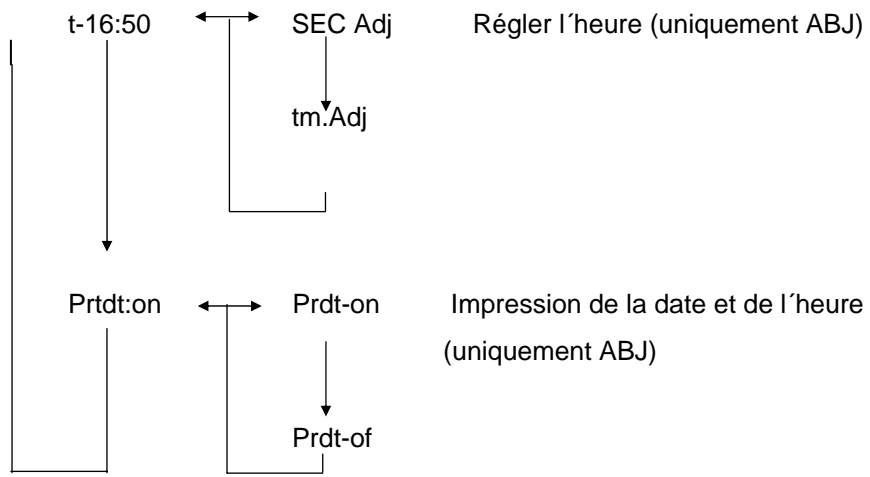 t-16:50 SEC Adj Régler l´heure (uniquement ABJ)
tm.Adj
Prtdt:on Prdt-on Impression de la date et de l´heure
(uniquement ABJ)
Prdt-of